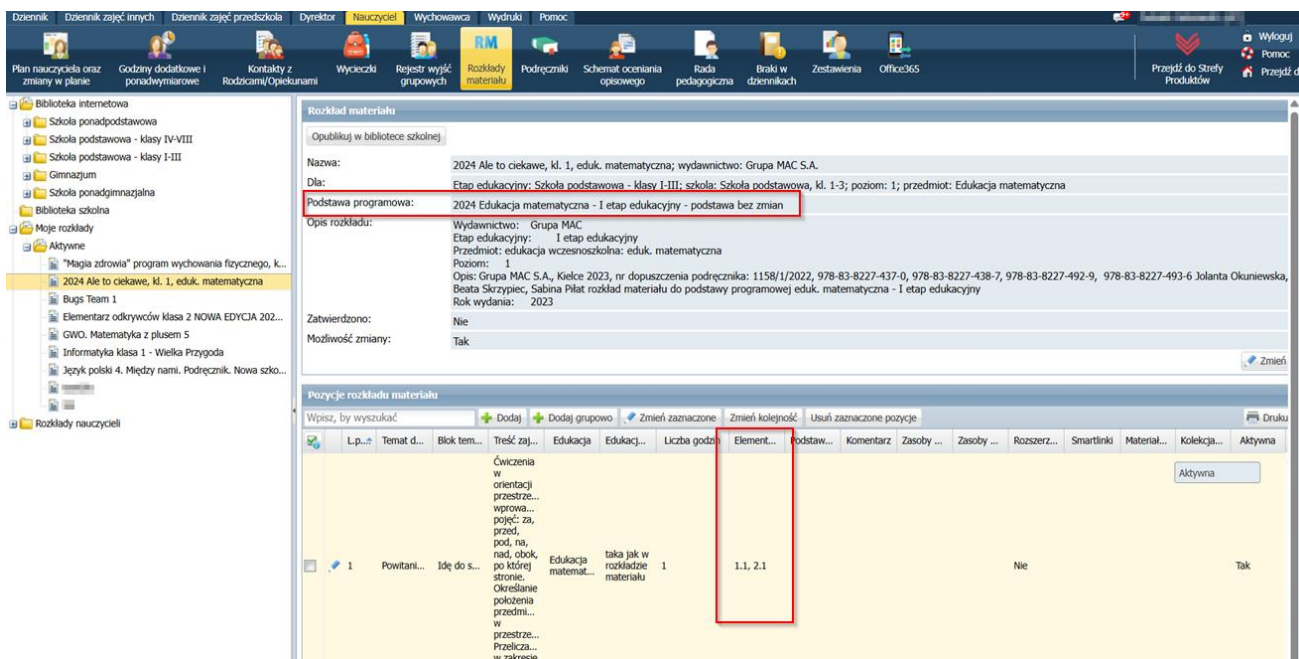 Dziennik Dziennik zajęć innych Dziennik zajęć przedszkola Dyrektor Nauczyciel Wychowawca Wydruki Pomoc
RM
Plan nauczyciela oraz zmiany w planie
Godziny dodatkowe i ponadwymiarowe
Kontakty z Rodzicami/Opiekunami
Wycieczki
Rejestr wyjść grupowych
Rozkłady materiału
Podręczniki
Schemat oceniania opisowego
Rada pedagogiczna
Braki w dziennikach
Zestawienia
Office365
Przejdź do Strefy Produktów
Wyloguj
Pomoc
Przejdź d
Biblioteka internetowa
Szkoła ponadpodstawowa
Szkoła podstawowa - klasy IV-VIII
Szkoła podstawowa - klasy I-III
Gimnazjum
Szkoła ponadgimnazjalna
Biblioteka szkolna
Moje rozkłady
Aktywne
"Magia zdrowia" program wychowania fizycznego, k...
2024 Ale to ciekawe, kl. 1, eduk. matematyczna
Bugs Team 1
Elementarz odkrywców klasa 2 NOWA EDYCJA 202...
GWO. Matematyka z plusem 5
Informatyka klasa 1 - Wielka Przygoda
Język polski 4. Między nami. Podręcznik. Nowa szko...
Rozkłady nauczycieli
Rozkład materiału
Opublikuj w bibliotece szkolnej
Nazwa: 2024 Ale to ciekawe, kl. 1, eduk. matematyczna; wydawnictwo: Grupa MAC S.A.
Dla: Etap edukacyjny: Szkoła podstawowa - klasy I-III; szkoła: Szkoła podstawowa, kl. 1-3; poziom: 1; przedmiot: Edukacja matematyczna
Podstawa programowa: 2024 Edukacja matematyczna - I etap edukacyjny - podstawa bez zmian
Opis rozkładu: Wydawnictwo: Grupa MAC
Etap edukacyjny: I etap edukacyjny
Przedmiot: edukacja wczesnoszkolna: eduk. matematyczna
Poziom: 1
Opis: Grupa MAC S.A., Kielce 2023, nr dopuszczenia podręcznika: 1158/1/2022, 978-83-8227-437-0, 978-83-8227-438-7, 978-83-8227-492-9, 978-83-8227-493-6 Jolanta Okuniewska,
Beata Skrzypiec, Sabina Piłat rozkład materiału do podstawy programowej eduk. matematyczna - I etap edukacyjny
Rok wydania: 2023
Zatwierdzono: Nie
Możliwość zmiany: Tak
Zmień
Pozycje rozkładu materiału
Wpisz, by wyszukać Dodaj Dodaj grupowo Zmień zaznaczone Zmień kolejność Usuń zaznaczone pozycje Druku
L.p... Temat d... Blok tem... Treść zaj... Edukacja Edukacj... Liczba godzin Element... Podstaw... Komentarz Zasoby ... Zasoby ... Rozszerz... Smartlinki Materiał... Kolekcja... Aktywna
Aktywna
1 Powitani... Idę do s...
Ćwiczenia
w
orientacji
przestrze...
wprowa...
pojęć: za,
przed,
pod, na,
nad, obok,
po której
stronie.
Określanie
położenia
przedmi...
w
przestrze...
Przelicza...
w zakresie
Edukacja
matemat...
taka jak w
rozkładzie
materiału
1 1.1, 2.1 Nie Tak